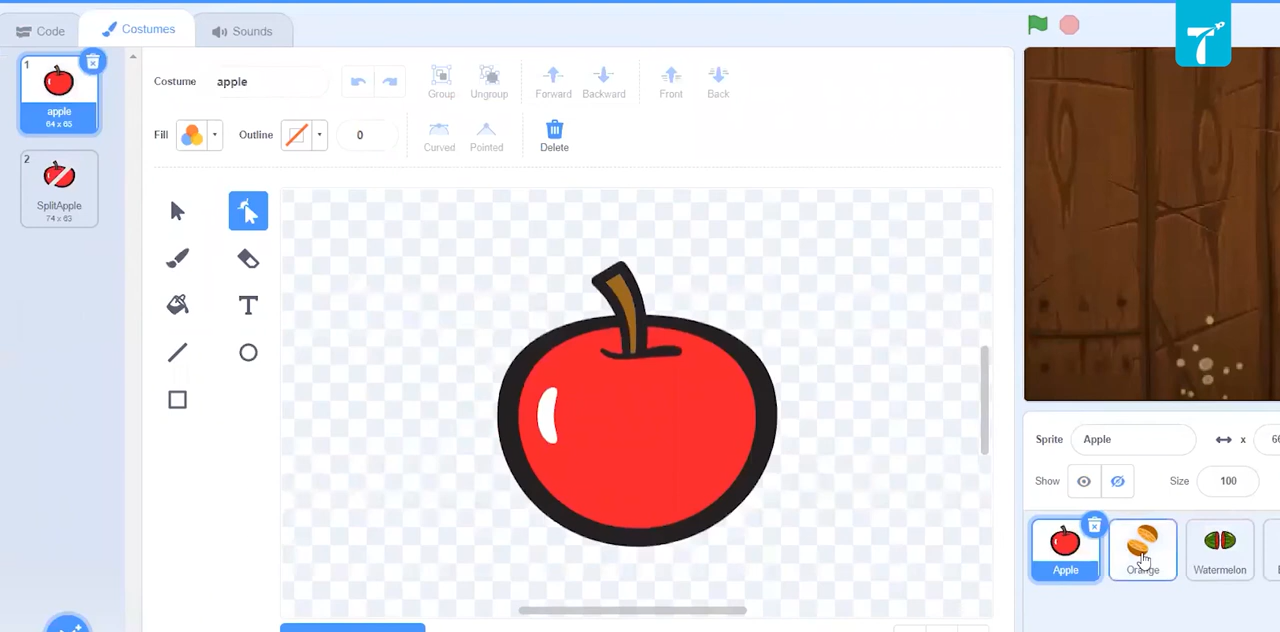 Code Costumes Sounds
1
apple
64 x 65
2
SplitApple
74 x 63
Costume apple
Group Ungroup Forward Backward Front Back
Fill Outline 0
Curved Pointed Delete
T
Sprite Apple x
Show Size 100
Apple Orange Watermelon